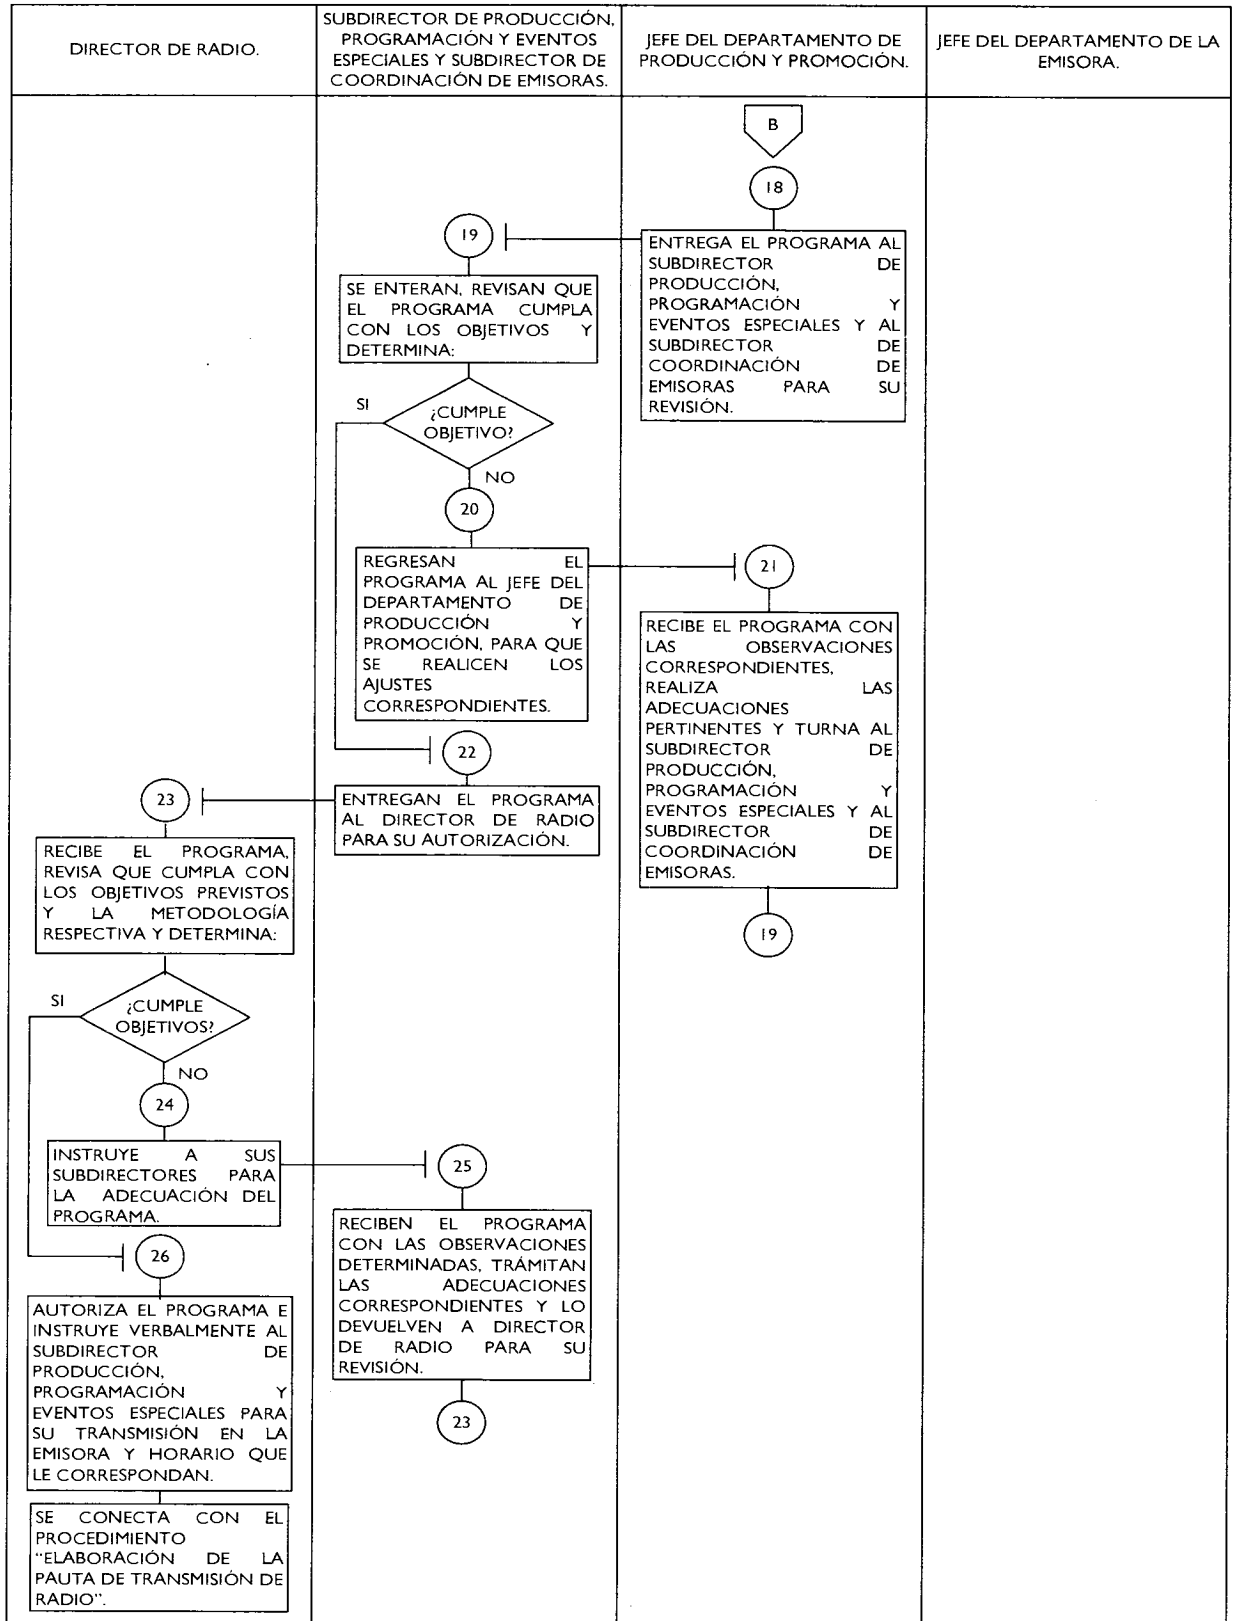 DIRECTOR DE RADIO.
SUBDIRECTOR DE PRODUCCIÓN,
PROGRAMACIÓN Y EVENTOS
ESPECIALES Y SUBDIRECTOR DE
COORDINACIÓN DE EMISORAS.
JEFE DEL DEPARTAMENTO DE
PRODUCCIÓN Y PROMOCIÓN.
JEFE DEL DEPARTAMENTO DE LA
EMISORA.
B
18
ENTREGA EL PROGRAMA AL
SUBDIRECTOR DE
PRODUCCIÓN,
PROGRAMACIÓN Y
EVENTOS ESPECIALES Y AL
SUBDIRECTOR DE
COORDINACIÓN DE
EMISORAS PARA SU
REVISIÓN.
19
SE ENTERAN, REVISAN QUE
EL PROGRAMA CUMPLA
CON LOS OBJETIVOS Y
DETERMINA:
SI
¿CUMPLE
OBJETIVO?
NO
20
REGRESAN EL
PROGRAMA AL JEFE DEL
DEPARTAMENTO DE
PRODUCCIÓN Y
PROMOCIÓN, PARA QUE
SE REALICEN LOS
AJUSTES
CORRESPONDIENTES.
21
RECIBE EL PROGRAMA CON
LAS OBSERVACIONES
CORRESPONDIENTES,
REALIZA LAS
ADECUACIONES
PERTINENTES Y TURNA AL
SUBDIRECTOR DE
PRODUCCIÓN,
PROGRAMACIÓN Y
EVENTOS ESPECIALES Y AL
SUBDIRECTOR DE
COORDINACIÓN DE
EMISORAS.
19
22
ENTREGAN EL PROGRAMA
AL DIRECTOR DE RADIO
PARA SU AUTORIZACIÓN.
23
RECIBE EL PROGRAMA,
REVISA QUE CUMPLA CON
LOS OBJETIVOS PREVISTOS
Y LA METODOLOGÍA
RESPECTIVA Y DETERMINA:
SI
¿CUMPLE
OBJETIVOS?
NO
24
INSTRUYE A SUS
SUBDIRECTORES PARA
LA ADECUACIÓN DEL
PROGRAMA.
25
RECIBEN EL PROGRAMA
CON LAS OBSERVACIONES
DETERMINADAS, TRÁMITAN
LAS ADECUACIONES
CORRESPONDIENTES Y LO
DEVUELVEN A DIRECTOR
DE RADIO PARA SU
REVISIÓN.
23
26
AUTORIZA EL PROGRAMA E
INSTRUYE VERBALMENTE AL
SUBDIRECTOR DE
PRODUCCIÓN,
PROGRAMACIÓN Y
EVENTOS ESPECIALES PARA
SU TRANSMISIÓN EN LA
EMISORA Y HORARIO QUE
LE CORRESPONDAN.
SE CONECTA CON EL
PROCEDIMIENTO
"ELABORACIÓN DE LA
PAUTA DE TRANSMISIÓN DE
RADIO".